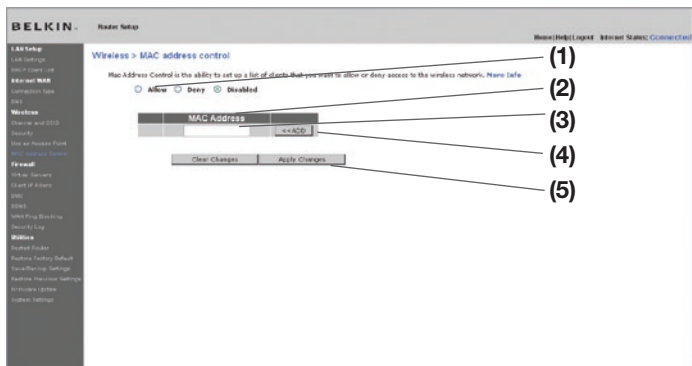 BELKIN. Router Setup
Home|Help|Logout Internet Status: Connected
LAN Setup
LAN Settings
DHCP Client List
Internet WAN
Connection Type
DNS
Wireless
Channel and SSID
Security
Use as Access Point
MAC Address Control
Firewall
Virtual Servers
Client IP Filters
DMZ
DDNS
WAN Ping Blocking
Security Log
Utilities
Restart Router
Restore Factory Default
Save/Backup Settings
Restore Previous Settings
Firmware Update
System Settings
Wireless > MAC address control
Mac Address Control is the ability to set up a list of clients that you want to allow or deny access to the wireless network. More Info
Allow Deny Disabled
MAC Address
<<ADD
Clear Changes Apply Changes
(1)
(2)
(3)
(4)
(5)